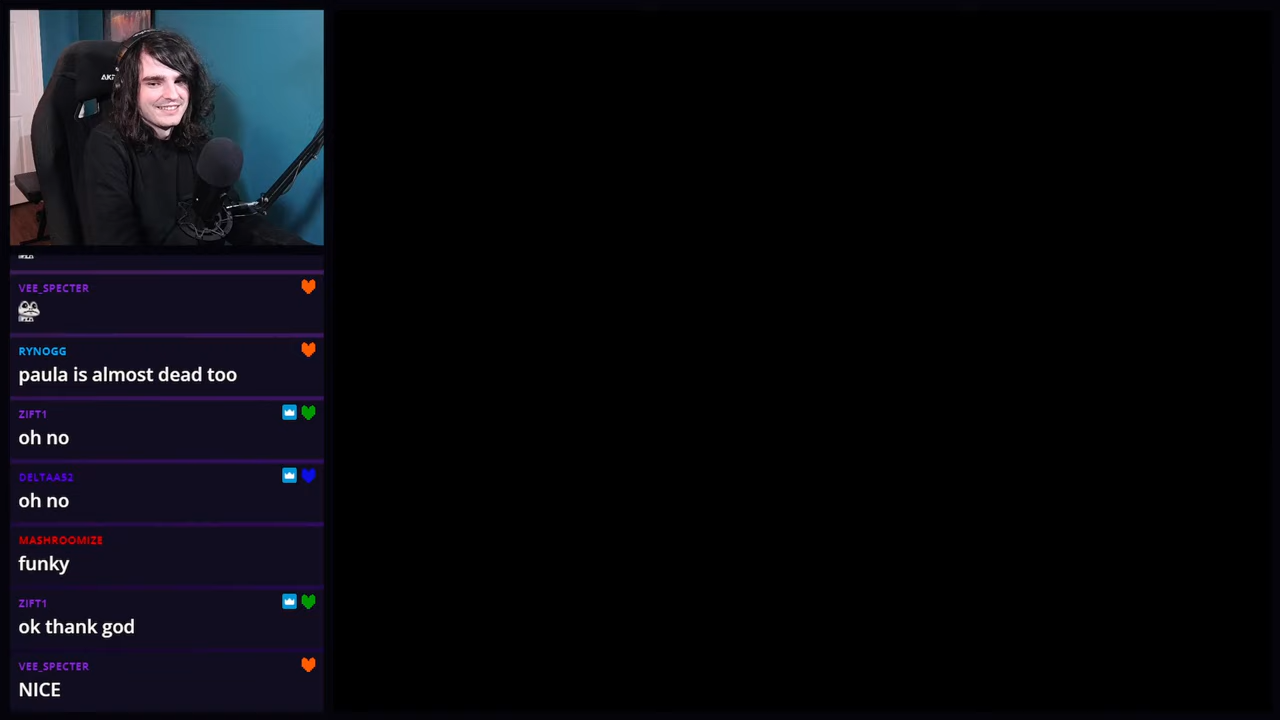 VEE_SPECTER
RYNOGG
paula is almost dead too
ZIFT1
oh no
DELTAA52
oh no
MASHROOMIZE
funky
ZIFT1
ok thank god
VEE_SPECTER
NICE